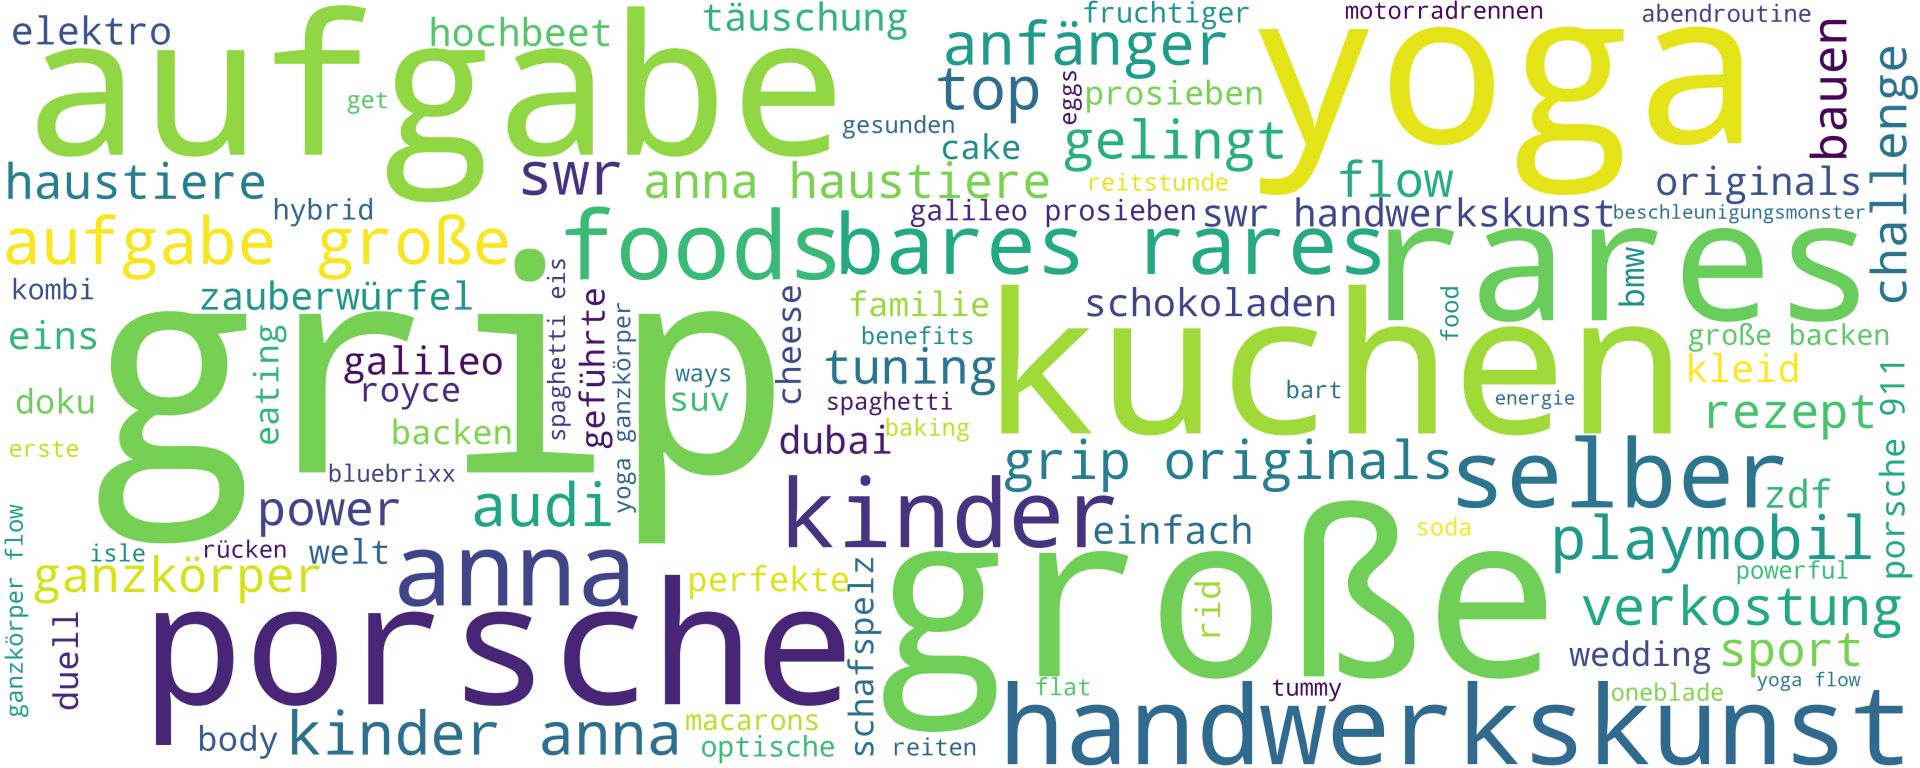 elektro
aufgabe
hochbeet
get
täuschung
anfänger
top
fruchtiger
eggs
prosieben
motorradrennen
yoga
abendroutine
bauen
challenge
gesunden
cake
gelingt
haustiere
swr
anna haustiere
reitstunde
flow
originals
hybrid
galileo prosieben
swr handwerkskunst
beschleunigungsmonster
aufgabe große
foods
bares rares
rares
bmw
kombi
zauberwürfel
grip
spaghetti eis
geführte
yoga ganzkörper
cheese
familie
schokoladen
food
kuchen
eins
eating
galileo
royce
ways
suv
benefits
tuning
große backen
kleid
doku
spaghetti
bart
energie
rezept
porsche 911
erste
backen
dubai
baking
bluebrixx
grip originals
selber
zdf
power
audi
kinder
einfach
soda
playmobil
ganzkörper flow
isle
rücken
welt
ganzkörper
anna
perfekte
schafspelz
große
rid
powerful
verkostung
duell
porsche
wedding
sport
flat
tummy
yoga flow
oneblade
body
kinder anna
macarons
optische
reiten
handwerkskunst